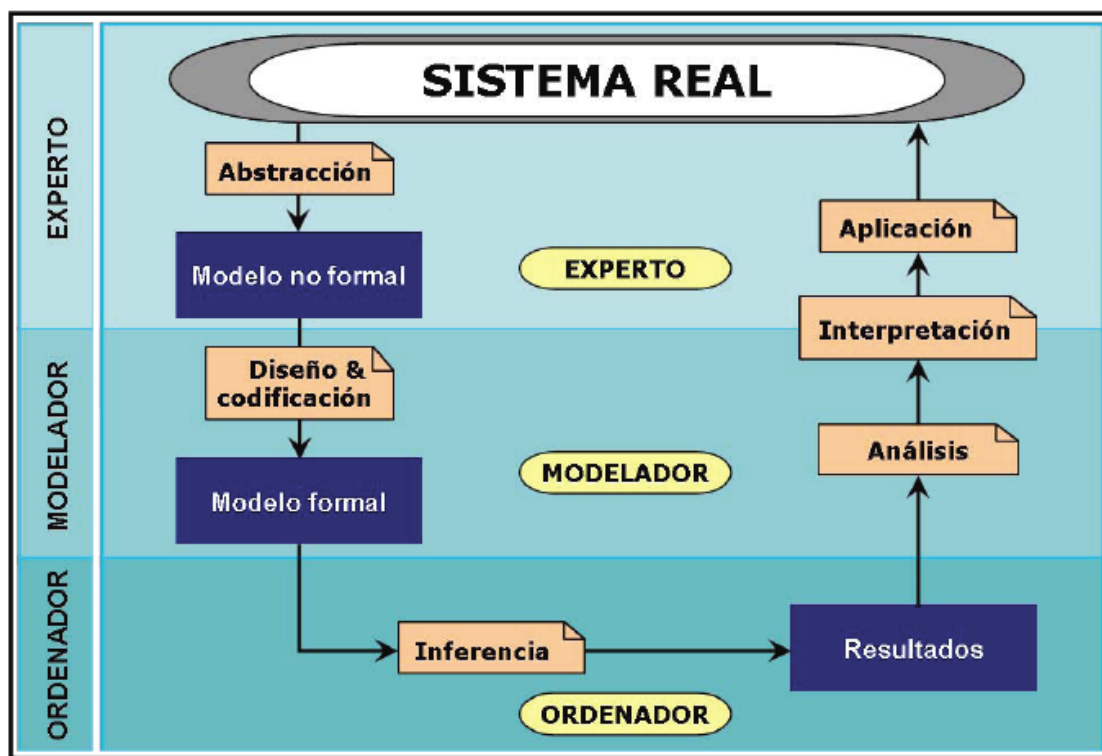 SISTEMA REAL
EXPERTO
Abstracción
Modelo no formal
EXPERTO
Aplicación
Interpretación
MODELADOR
Diseño &
codificación
Modelo formal
MODELADOR
Análisis
ORDENADOR
Inferencia
ORDENADOR
Resultados